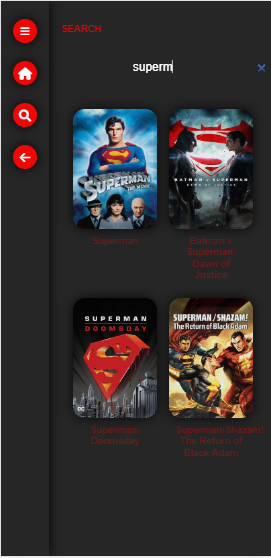 SEARCH
superm
SUPERMAN
THE MOVIE
BATMAN v SUPERMAN
DAWN OF JUSTICE
Superman
Batman v
Superman:
Dawn of
Justice
SUPERMAN
DOOMSDAY
DC
SUPERMAN/SHAZAM!
The Return of Black Adam
Superman:
Doomsday
Superman/Shazam!
The Return of
Black Adam